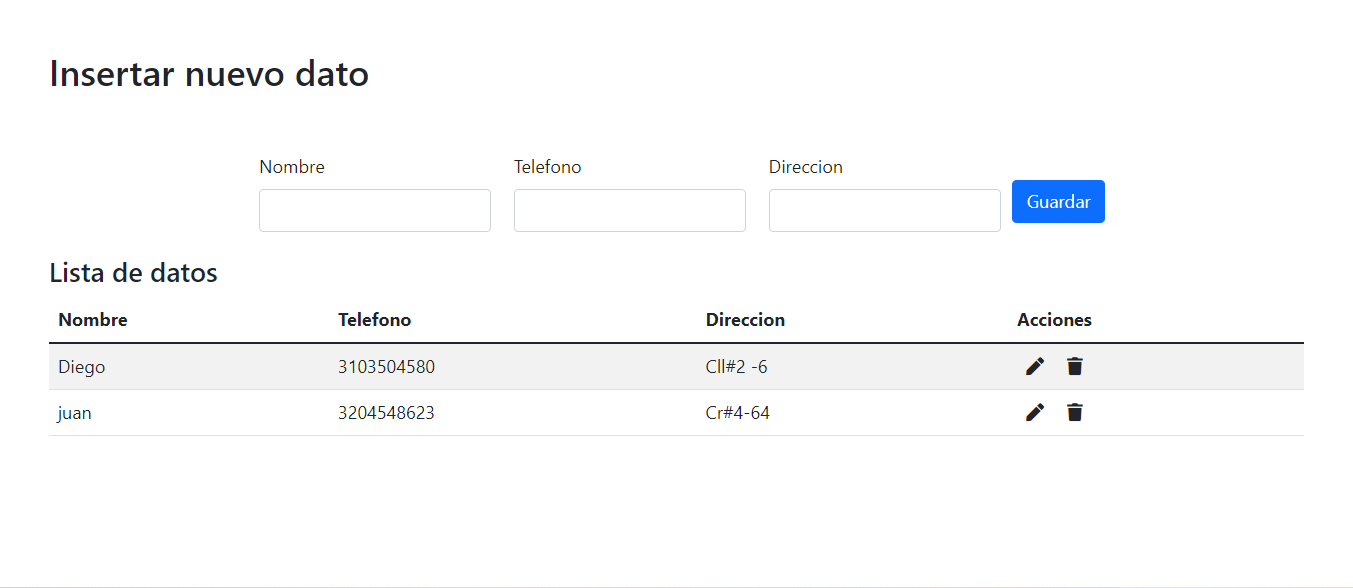 Insertar nuevo dato
Nombre Telefono Direccion
Guardar
Lista de datos
Nombre Telefono Direccion Acciones
Diego 3103504580 Cll#2 -6
juan 3204548623 Cr#4-64